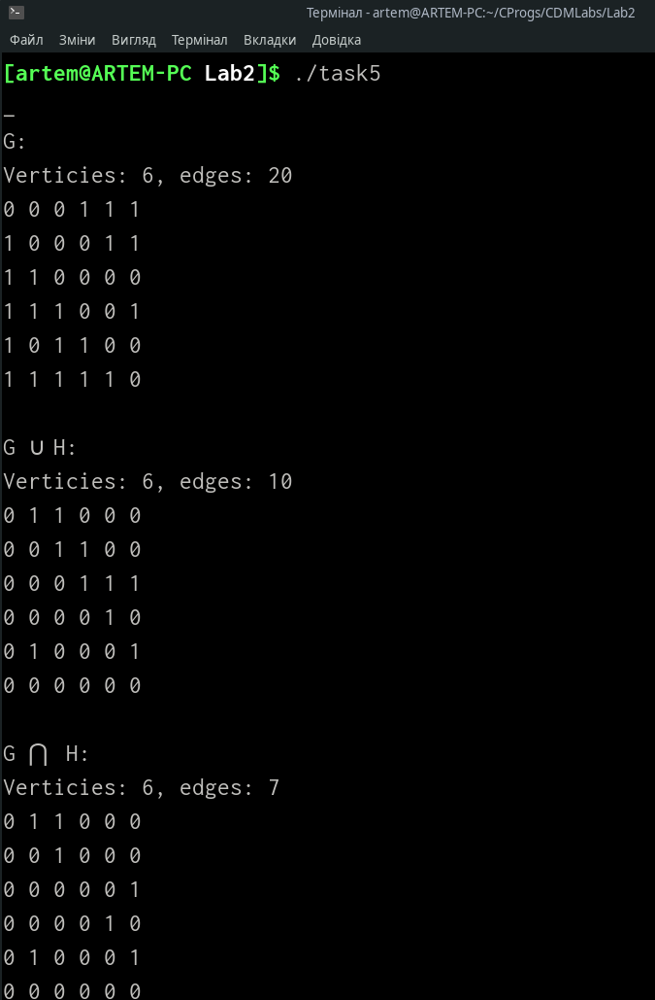 Термінал - artem@ARTEM-PC:~/CProgs/CDMLabs/Lab2
Файл Зміни Вигляд Термінал Вкладки Довідка
[artem@ARTEM-PC Lab2]$ ./task5
_
G:
Verticies: 6, edges: 20
0 0 0 1 1 1
1 0 0 0 1 1
1 1 0 0 0 0
1 1 1 0 0 1
1 0 1 1 0 0
1 1 1 1 1 0
G ∪ H:
Verticies: 6, edges: 10
0 1 1 0 0 0
0 0 1 1 0 0
0 0 0 1 1 1
0 0 0 0 1 0
0 1 0 0 0 1
0 0 0 0 0 0
G ⋂ H:
Verticies: 6, edges: 7
0 1 1 0 0 0
0 0 1 0 0 0
0 0 0 0 0 1
0 0 0 0 1 0
0 1 0 0 0 1
0 0 0 0 0 0